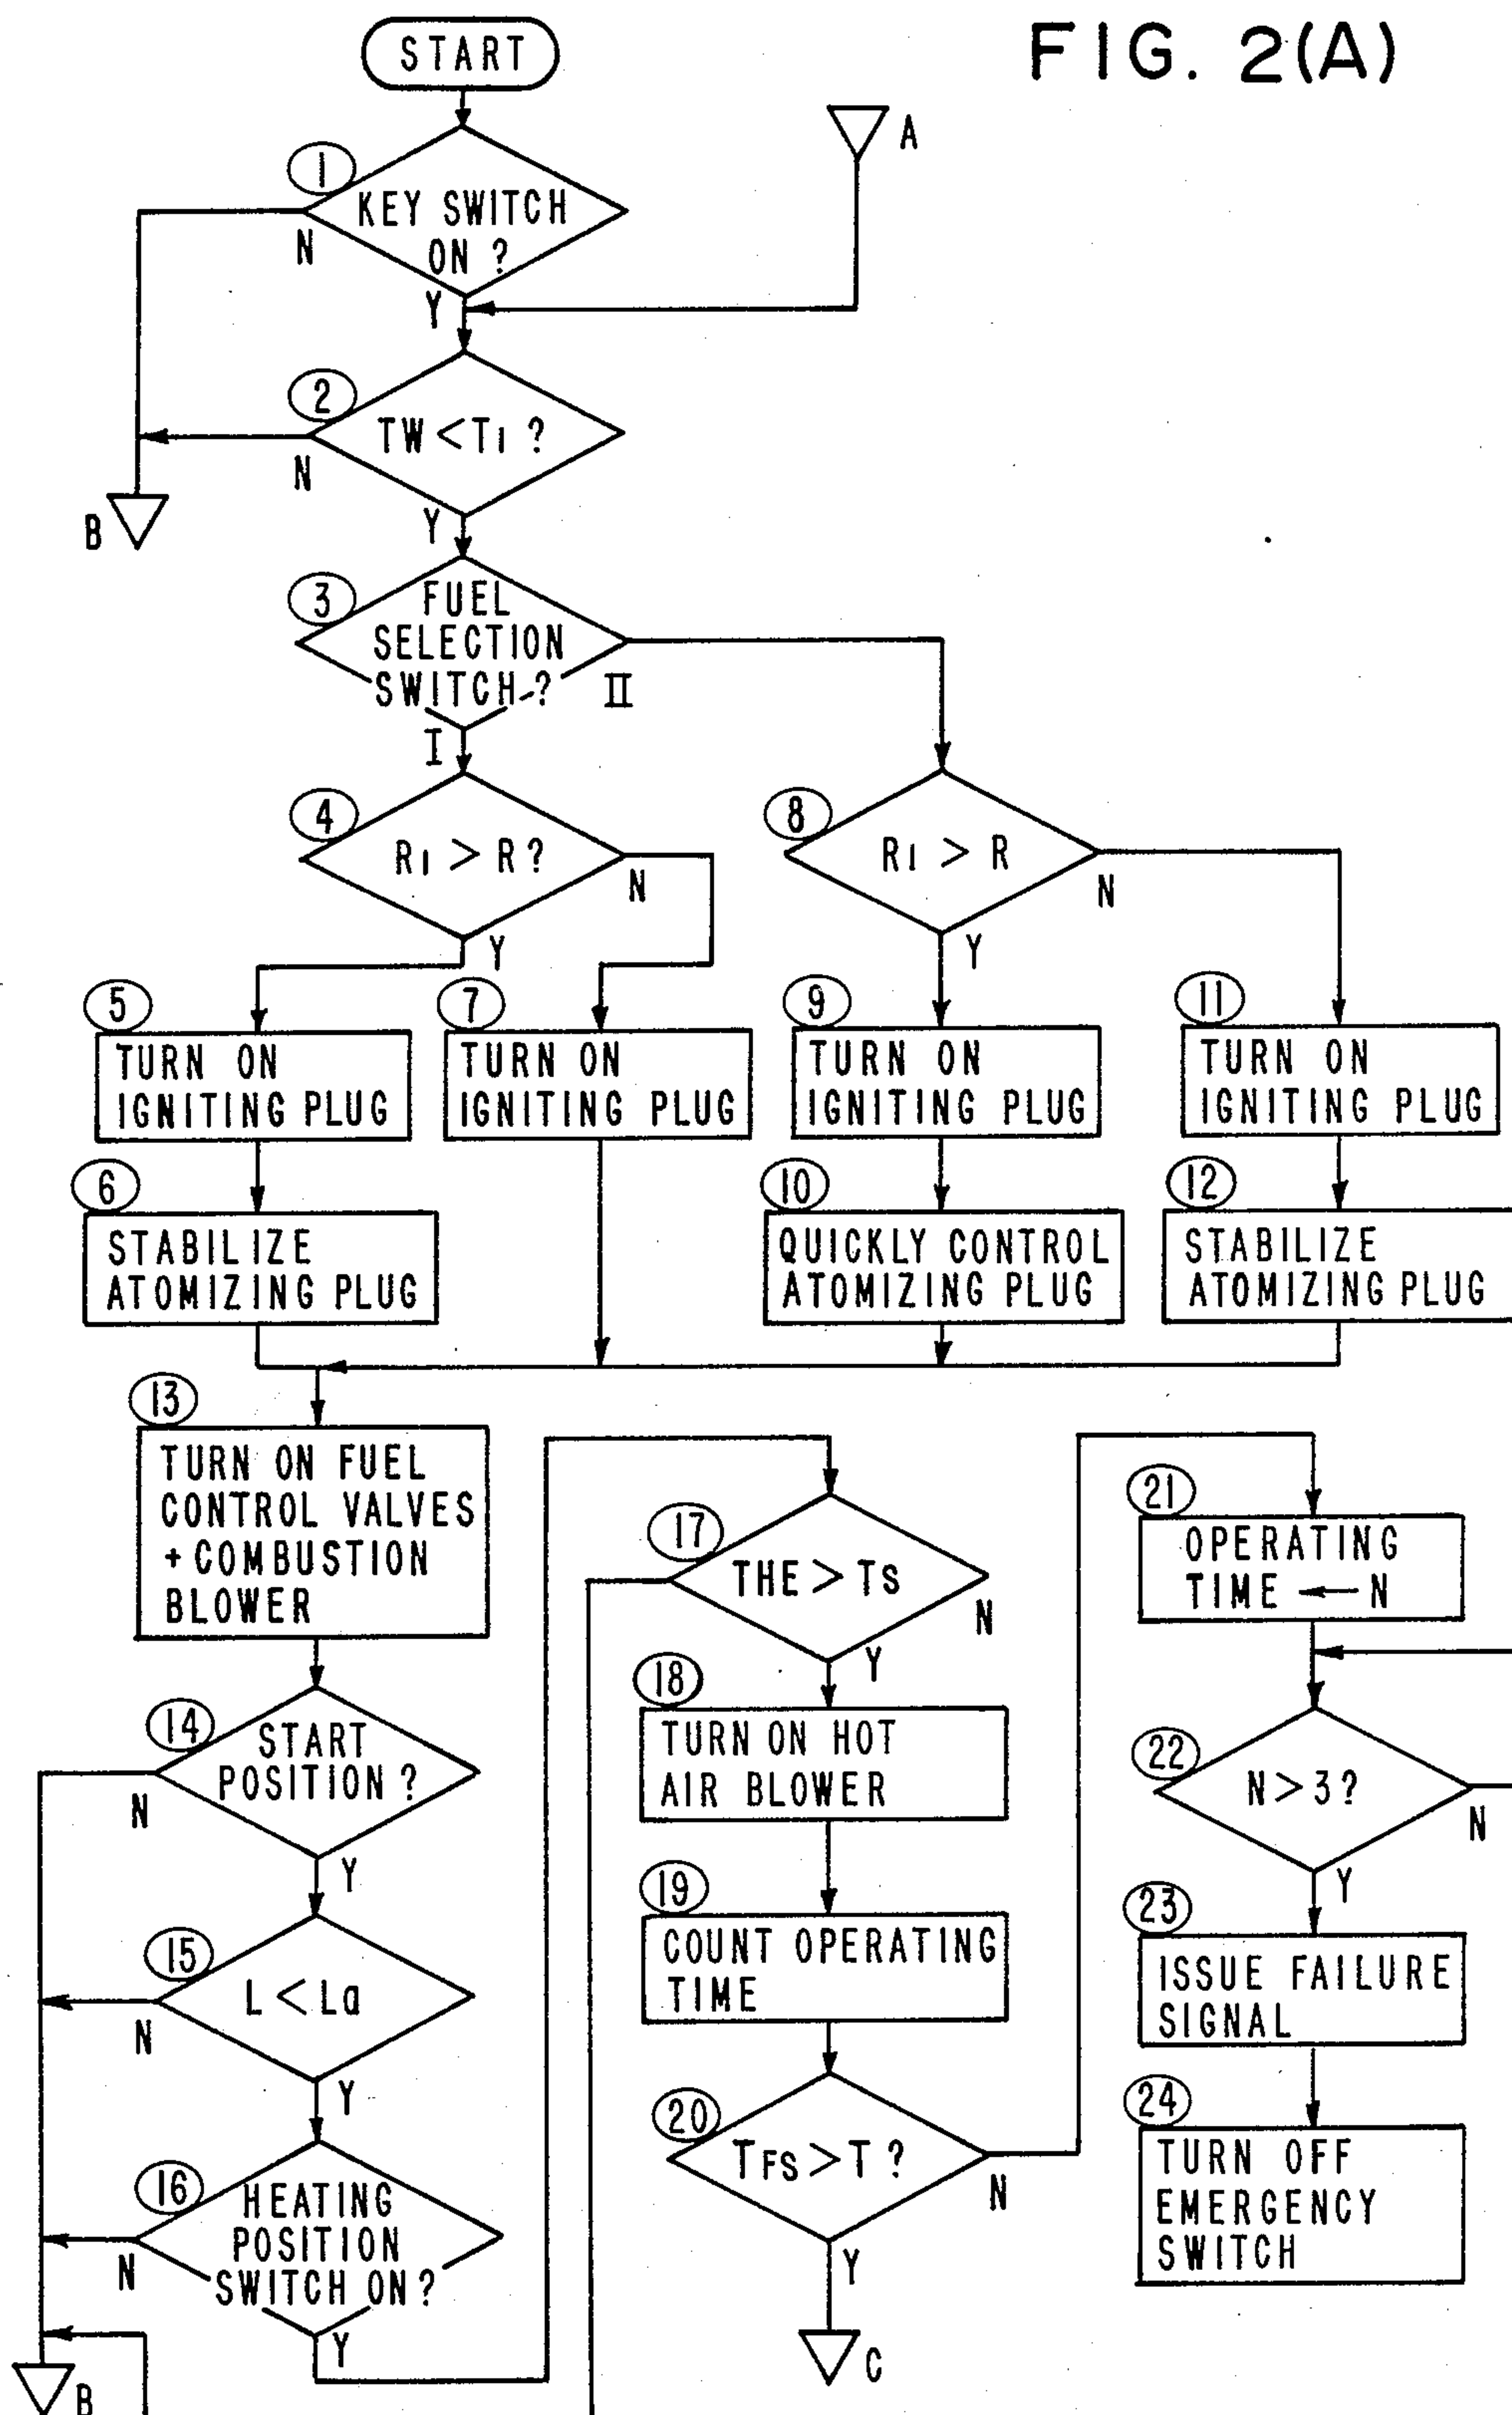 FIG. 2(A)
START
A
1
KEY SWITCH
ON ?
N
Y
2
TW < T1 ?
N
Y
B
3
FUEL
SELECTION
SWITCH ?
II
I
4
R1 > R ?
N
Y
8
R1 > R
N
Y
5
TURN ON
IGNITING PLUG
7
TURN ON
IGNITING PLUG
9
TURN ON
IGNITING PLUG
11
TURN ON
IGNITING PLUG
6
STABILIZE
ATOMIZING PLUG
10
QUICKLY CONTROL
ATOMIZING PLUG
12
STABILIZE
ATOMIZING PLUG
13
TURN ON FUEL
CONTROL VALVES
+ COMBUSTION
BLOWER
14
START
POSITION ?
N
Y
15
L < La
N
Y
16
HEATING
POSITION
SWITCH ON ?
N
Y
B
17
THE > TS
N
Y
18
TURN ON HOT
AIR BLOWER
19
COUNT OPERATING
TIME
20
TFS > T ?
N
Y
C
21
OPERATING
TIME ← N
22
N > 3 ?
N
Y
23
ISSUE FAILURE
SIGNAL
24
TURN OFF
EMERGENCY
SWITCH